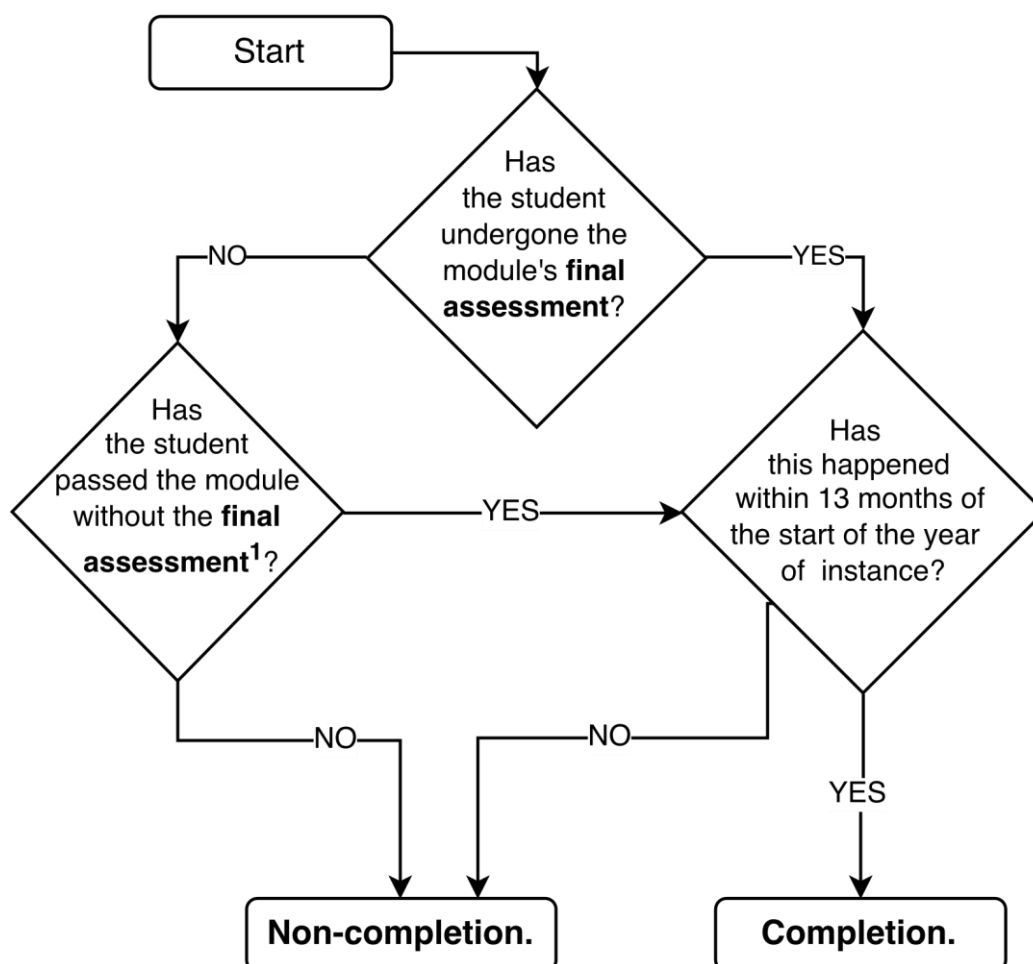 Start
Has
the student
undergone the
module's final
assessment?
NO
YES
Has
the student
passed the module
without the final
assessment¹?
YES
Has
this happened
within 13 months of
the start of the year
of instance?
NO
NO
YES
Non-completion.
Completion.